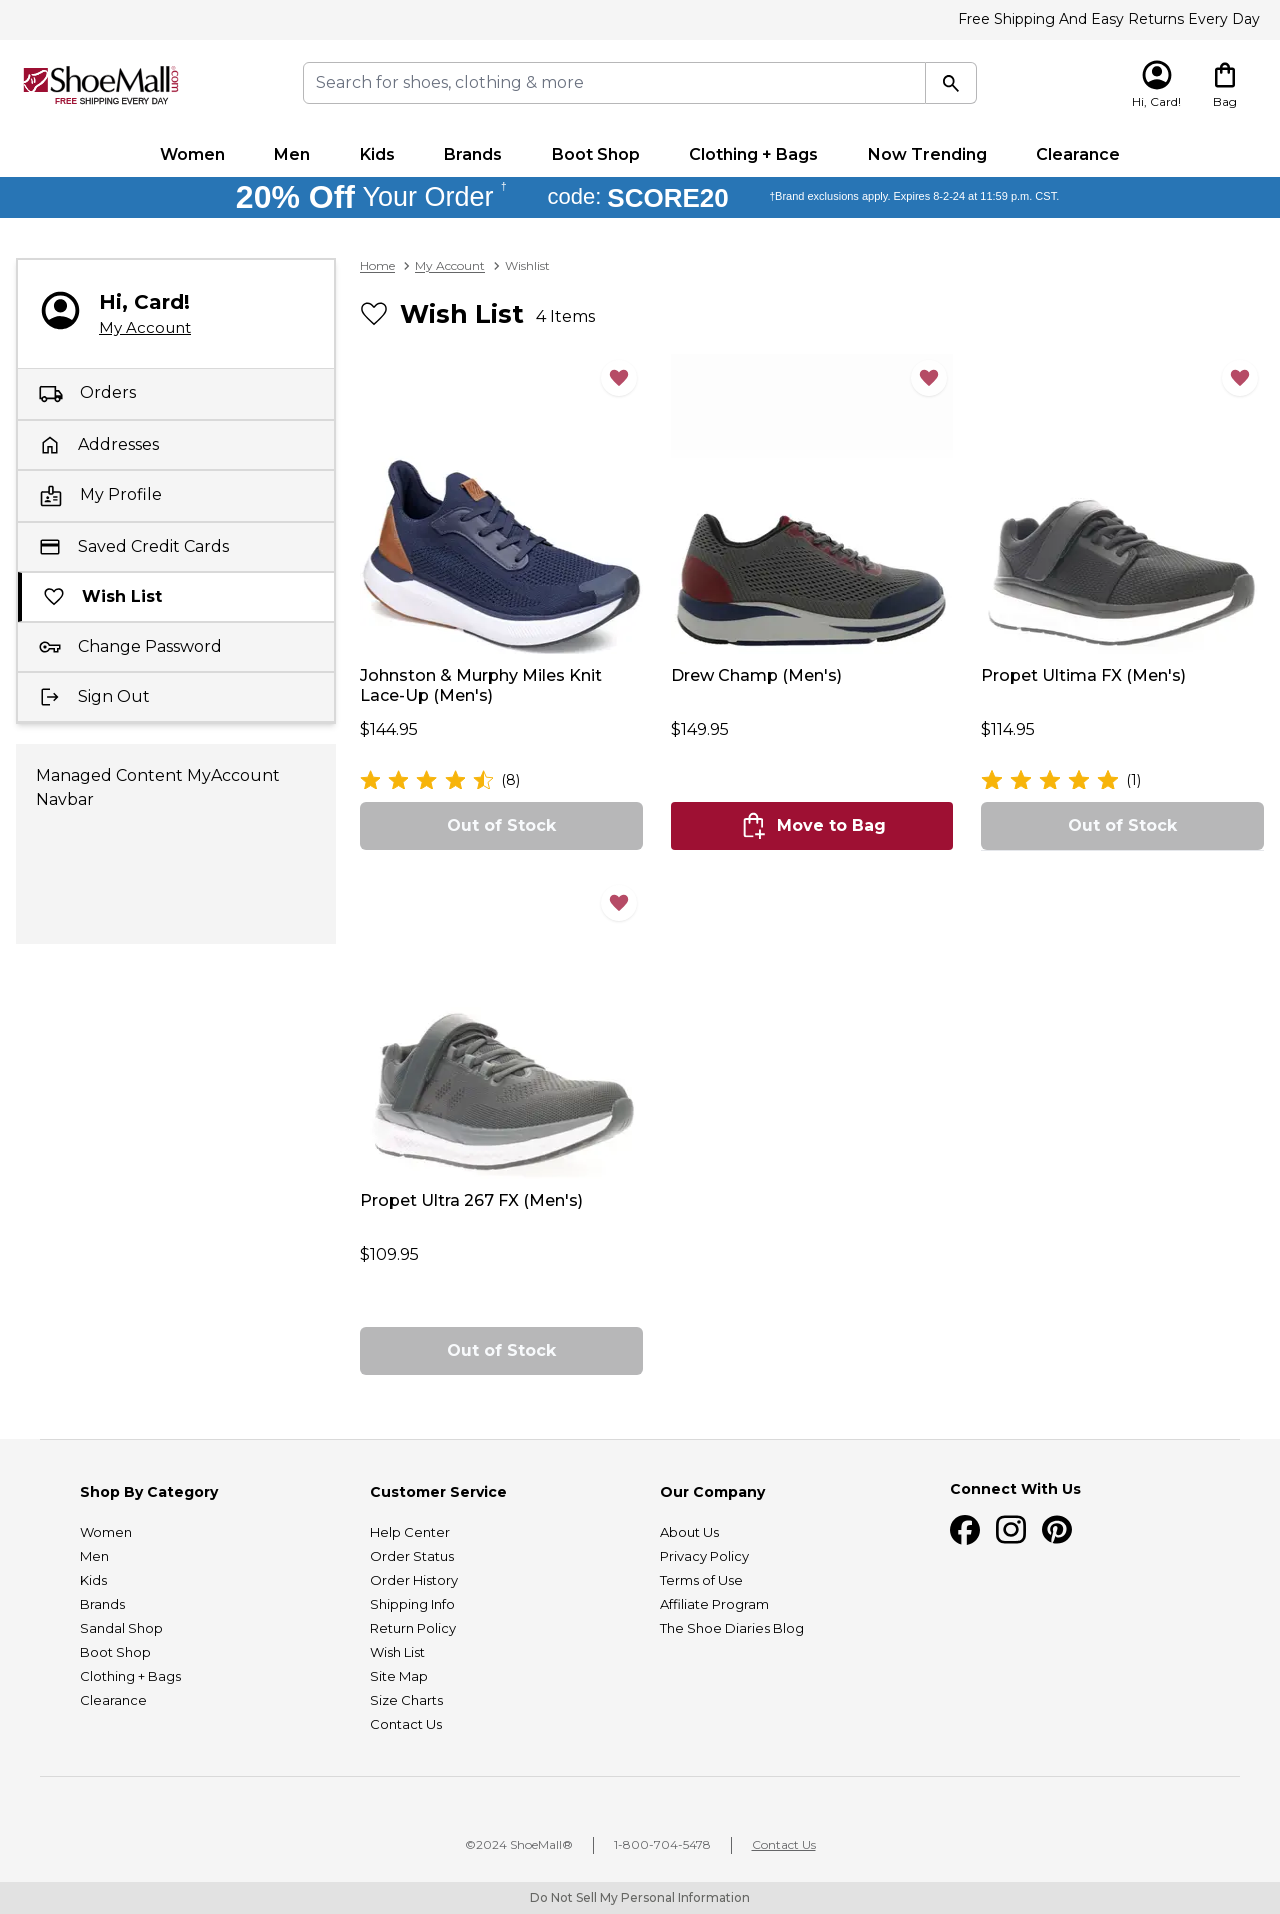 Free Shipping And Easy Returns Every Day
ShoeMall.com
FREE SHIPPING EVERY DAY
Search for shoes, clothing & more
Hi, Card!
Bag
Women Men Kids Brands Boot Shop Clothing + Bags Now Trending Clearance
20% Off Your Order † code: SCORE20 †Brand exclusions apply. Expires 8-2-24 at 11:59 p.m. CST.
Hi, Card!
My Account
Orders
Addresses
My Profile
Saved Credit Cards
Wish List
Change Password
Sign Out
Managed Content MyAccount
Navbar
Home > My Account > Wishlist
Wish List 4 Items
Johnston & Murphy Miles Knit
Lace-Up (Men's)
$144.95
(8)
Out of Stock
Drew Champ (Men's)
$149.95
Move to Bag
Propet Ultima FX (Men's)
$114.95
(1)
Out of Stock
Propet Ultra 267 FX (Men's)
$109.95
Out of Stock
Shop By Category
Women
Men
Kids
Brands
Sandal Shop
Boot Shop
Clothing + Bags
Clearance
Customer Service
Help Center
Order Status
Order History
Shipping Info
Return Policy
Wish List
Site Map
Size Charts
Contact Us
Our Company
About Us
Privacy Policy
Terms of Use
Affiliate Program
The Shoe Diaries Blog
Connect With Us
©2024 ShoeMall® 1-800-704-5478 Contact Us
Do Not Sell My Personal Information